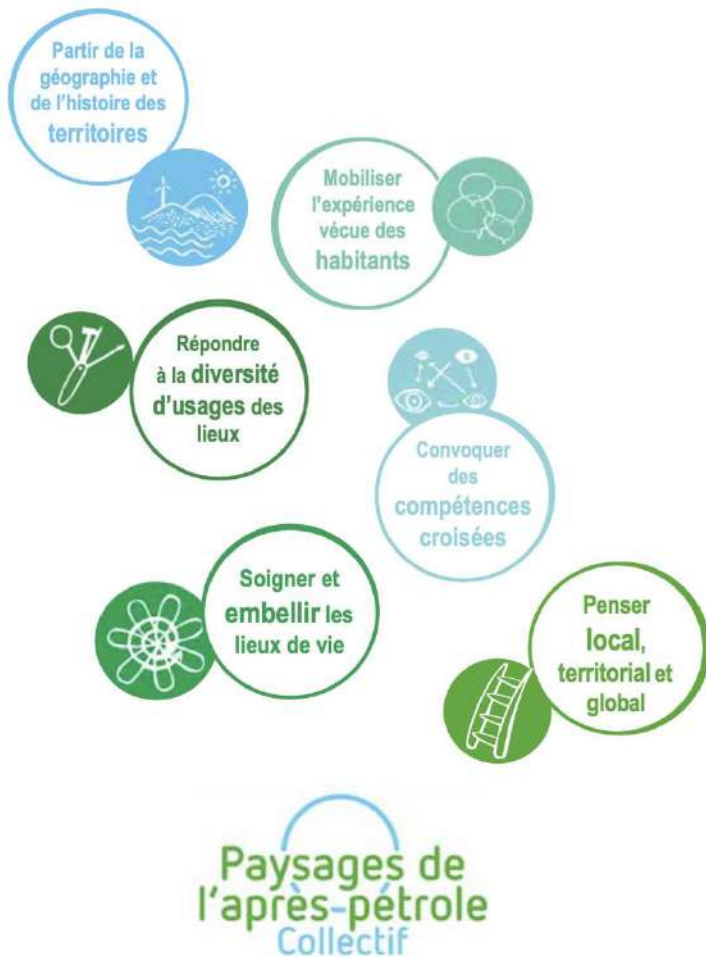 Partir de la
géographie et
de l'histoire des
territoires
Mobiliser
l'expérience
vécue des
habitants
Répondre
à la diversité
d'usages des
lieux
Convoquer
des
compétences
croisées
Soigner et
embellir les
lieux de vie
Penser
local,
territorial et
global
Paysages de
l'après-pétrole
Collectif